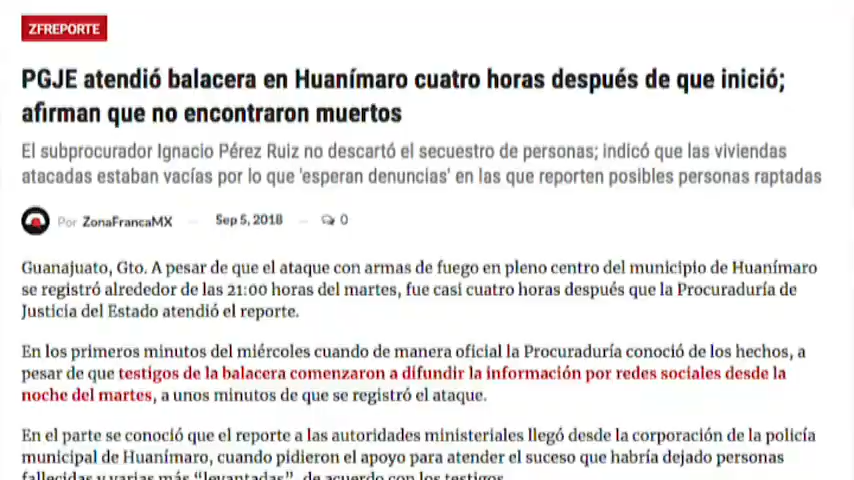 ZFREPORTE
PGJE atendió balacera en Huanímaro cuatro horas después de que inició;
afirman que no encontraron muertos
El subprocurador Ignacio Pérez Ruiz no descartó el secuestro de personas; indicó que las viviendas
atacadas estaban vacías por lo que 'esperan denuncias' en las que reporten posibles personas raptadas
Por ZonaFrancaMX — Sep 5, 2018 — 0
Guanajuato, Gto. A pesar de que el ataque con armas de fuego en pleno centro del municipio de Huanímaro
se registró alrededor de las 21:00 horas del martes, fue casi cuatro horas después que la Procuraduría de
Justicia del Estado atendió el reporte.
En los primeros minutos del miércoles cuando de manera oficial la Procuraduría conoció de los hechos, a
pesar de que testigos de la balacera comenzaron a difundir la información por redes sociales desde la
noche del martes, a unos minutos de que se registró el ataque.
En el parte se conoció que el reporte a las autoridades ministeriales llegó desde la corporación de la policía
municipal de Huanímaro, cuando pidieron el apoyo para atender el suceso que habría dejado personas
fallecidas y varias más “levantadas”, de acuerdo con los testigos.